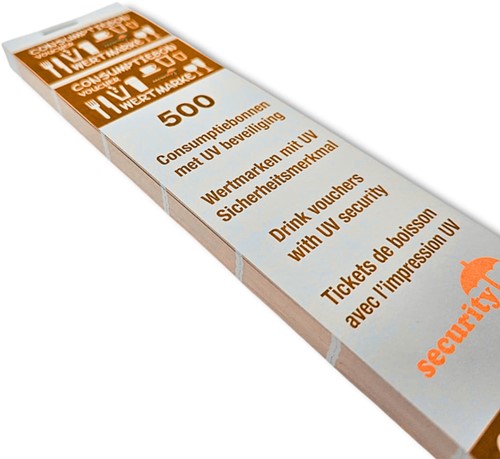 CONSUMPTIEBON
VOUCHER
WERTMARKE
CONSUMPTIEBON
VOUCHER
WERTMARKE
500
Consumptiebonnen
met UV beveiliging
Wertmarken mit UV
Sicherheitsmerkmal
Drink vouchers
with UV security
Tickets de boisson
avec l'impression UV
security